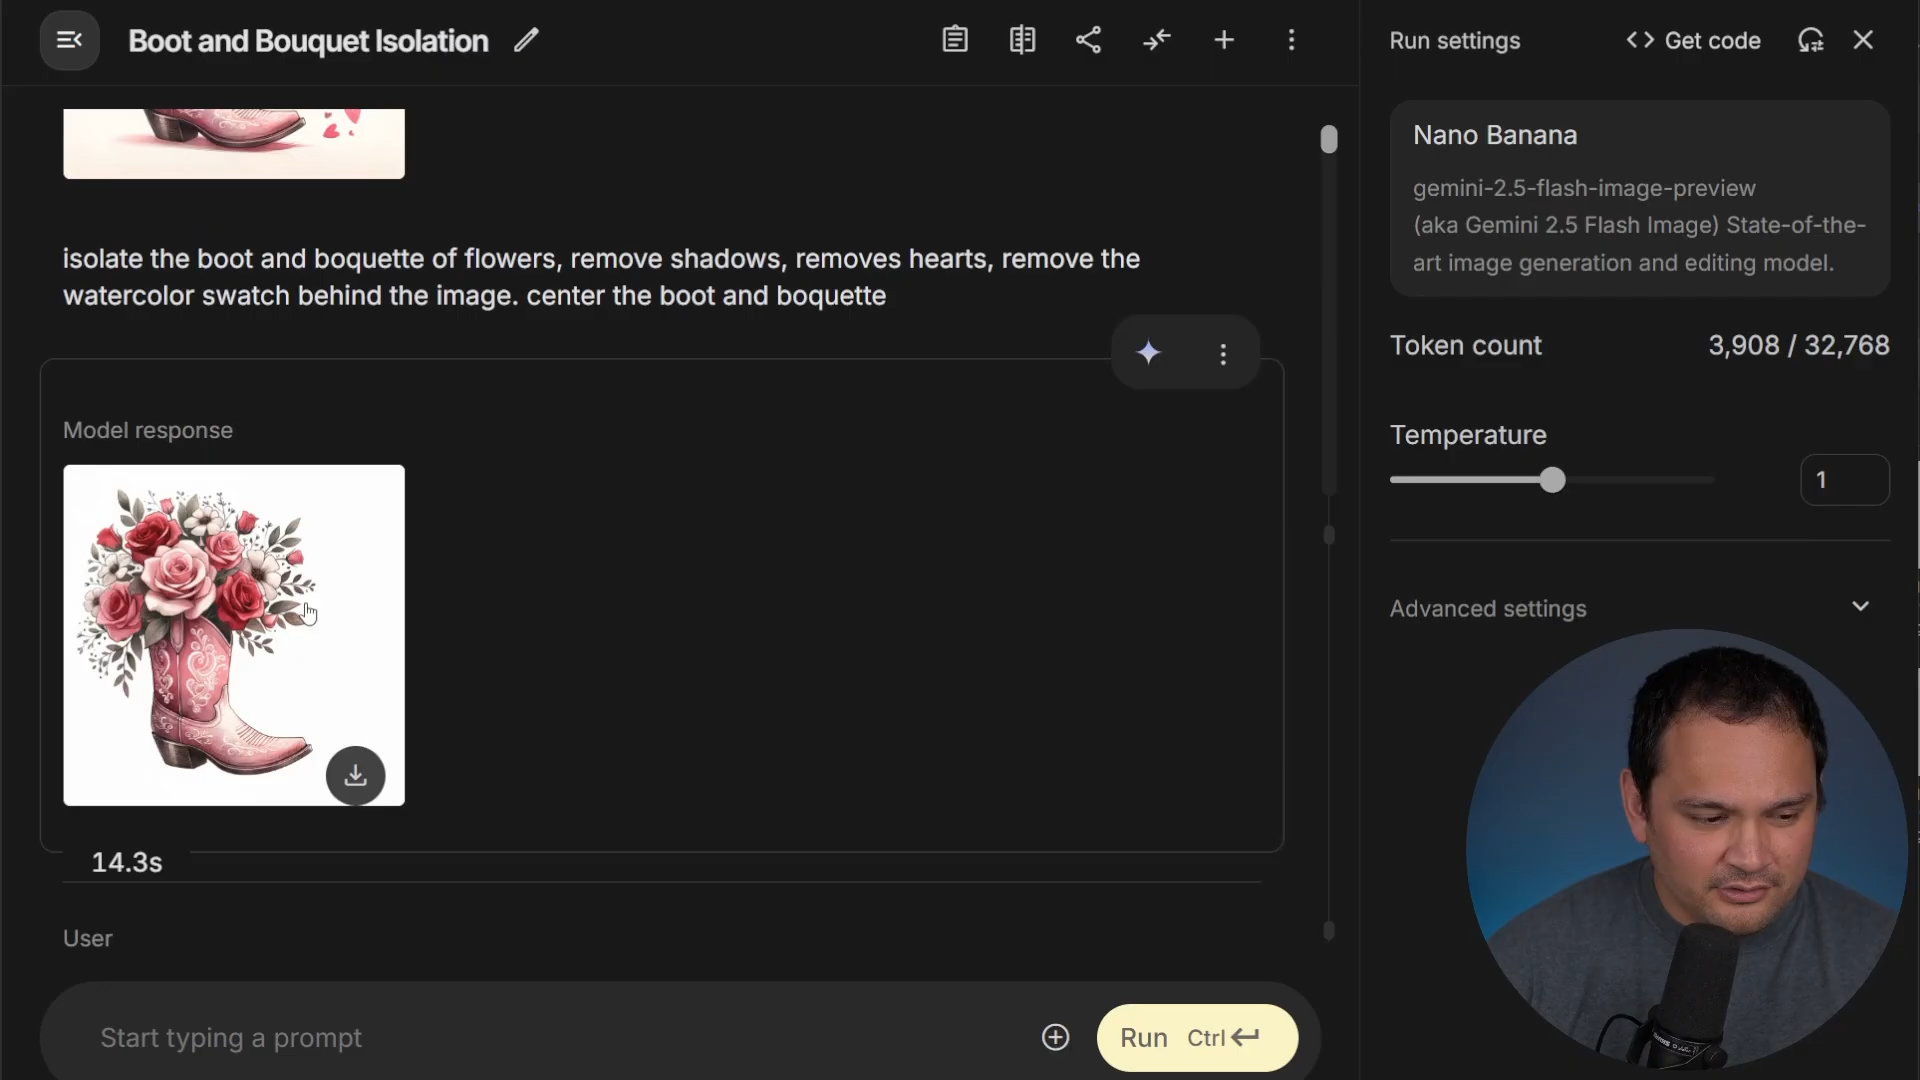 Boot and Bouquet Isolation
Run settings
Get code
Nano Banana
gemini-2.5-flash-image-preview
(aka Gemini 2.5 Flash Image) State-of-the-
art image generation and editing model.
isolate the boot and boquette of flowers, remove shadows, removes hearts, remove the
watercolor swatch behind the image. center the boot and boquette
Token count
3,908 / 32,768
Model response
Temperature
1
Advanced settings
14.3s
User
Start typing a prompt
Run Ctrl